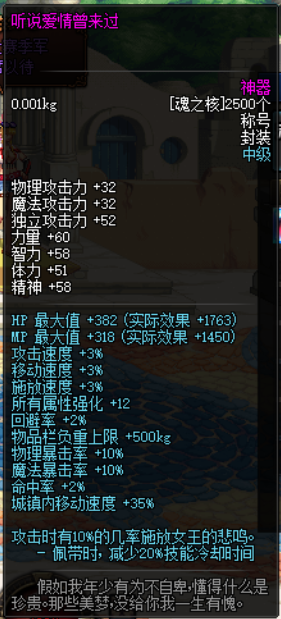 听说爱情曾来过
赛季军
以待
神器
0.001kg
[魂之核]2500个
称号
封装
中级
物理攻击力 +32
魔法攻击力 +32
独立攻击力 +52
力量 +60
智力 +58
体力 +51
精神 +58
HP 最大值 +382 (实际效果 +1763)
MP 最大值 +318 (实际效果 +1450)
攻击速度 +3%
移动速度 +3%
施放速度 +3%
所有属性强化 +12
回避率 +2%
物品栏负重上限 +500kg
物理暴击率 +10%
魔法暴击率 +10%
命中率 +2%
城镇内移动速度 +35%
攻击时有10%的几率施放女王的悲鸣。
- 佩带时, 减少20%技能冷却时间
假如我年少有为不自卑,懂得什么是
珍贵。那些美梦,没给你我一生有愧。